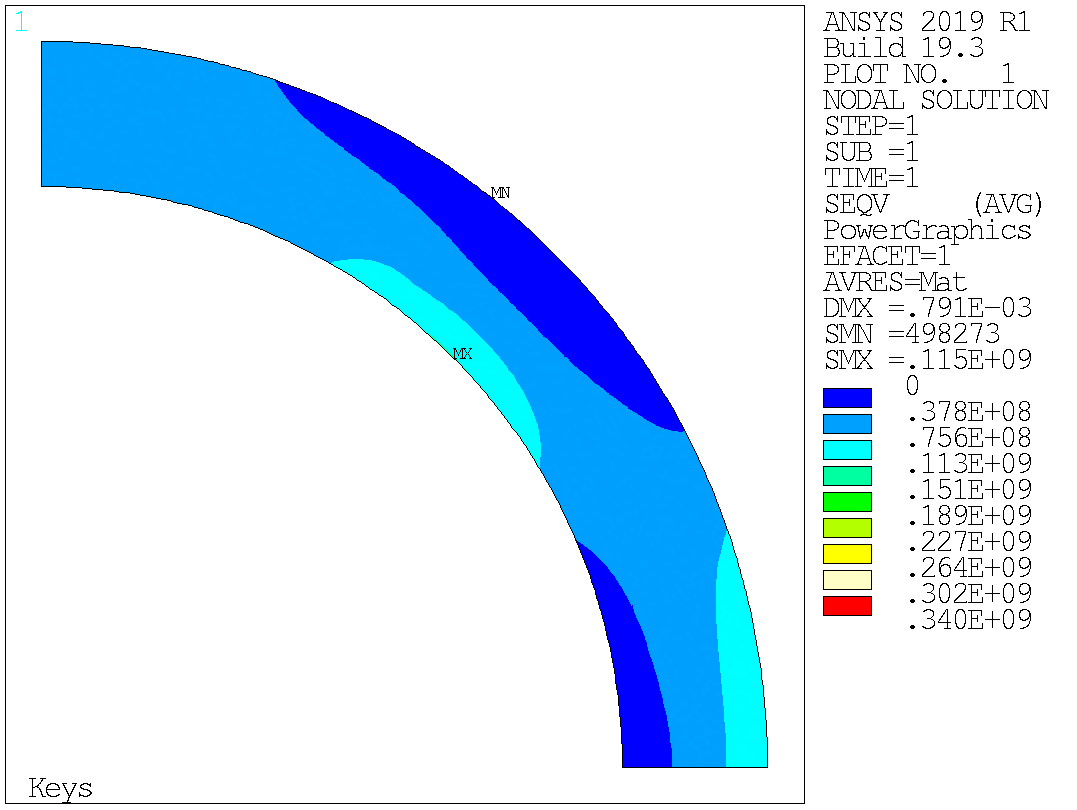 1
MN
MX
Keys
ANSYS 2019 R1
Build 19.3
PLOT NO.   1
NODAL SOLUTION
STEP=1
SUB =1
TIME=1
SEQV     (AVG)
PowerGraphics
EFACET=1
AVRES=Mat
DMX =.791E-03
SMN =498273
SMX =.115E+09
0
.378E+08
.756E+08
.113E+09
.151E+09
.189E+09
.227E+09
.264E+09
.302E+09
.340E+09